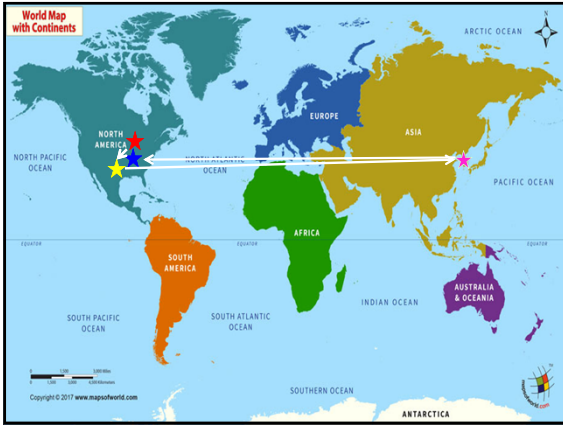 World Map
with Continents
N
ARCTIC OCEAN
EUROPE
NORTH
AMERICA
ASIA
NORTH PACIFIC
OCEAN
NORTH ATLANTIC
OCEAN
PACIFIC OCEAN
AFRICA
EQUATOR
EQUATOR
EQUATOR
SOUTH
AMERICA
AUSTRALIA
& OCEANIA
INDIAN OCEAN
SOUTH PACIFIC
OCEAN
SOUTH ATLANTIC
OCEAN
SOUTHERN OCEAN
Copyright © 2017 www.mapsofworld.com
ANTARCTICA